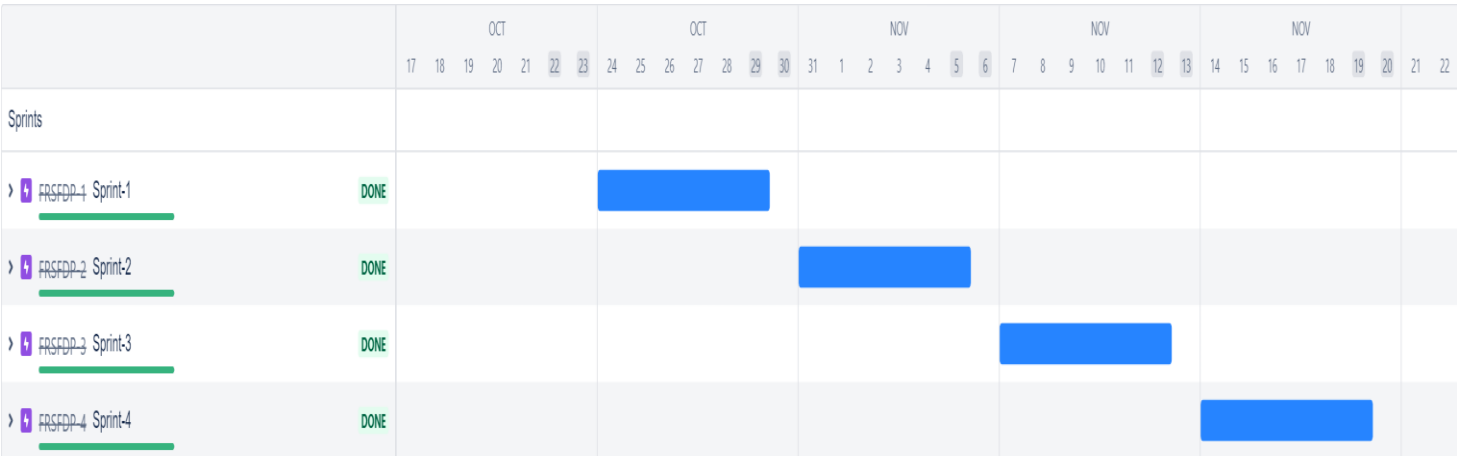 OCT OCT NOV NOV NOV
17 18 19 20 21 22 23 24 25 26 27 28 29 30 31 1 2 3 4 5 6 7 8 9 10 11 12 13 14 15 16 17 18 19 20 21 22
Sprints
FRSFDP-1 Sprint-1 DONE
FRSFDP-2 Sprint-2 DONE
FRSFDP-3 Sprint-3 DONE
FRSFDP-4 Sprint-4 DONE